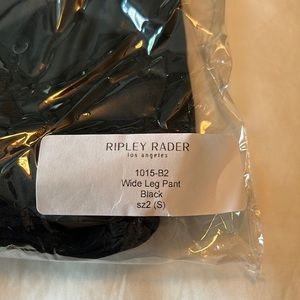 RIPLEY RADER
los angeles
1015-B2
Wide Leg Pant
Black
sz2 (S)